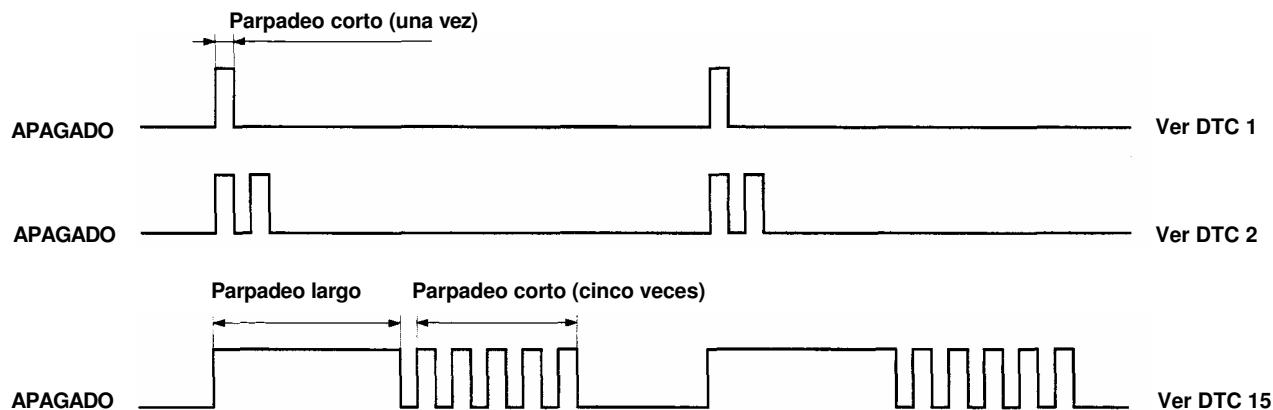 Parpadeo corto (una vez)
APAGADO
Ver DTC 1
APAGADO
Ver DTC 2
Parpadeo largo
Parpadeo corto (cinco veces)
APAGADO
Ver DTC 15